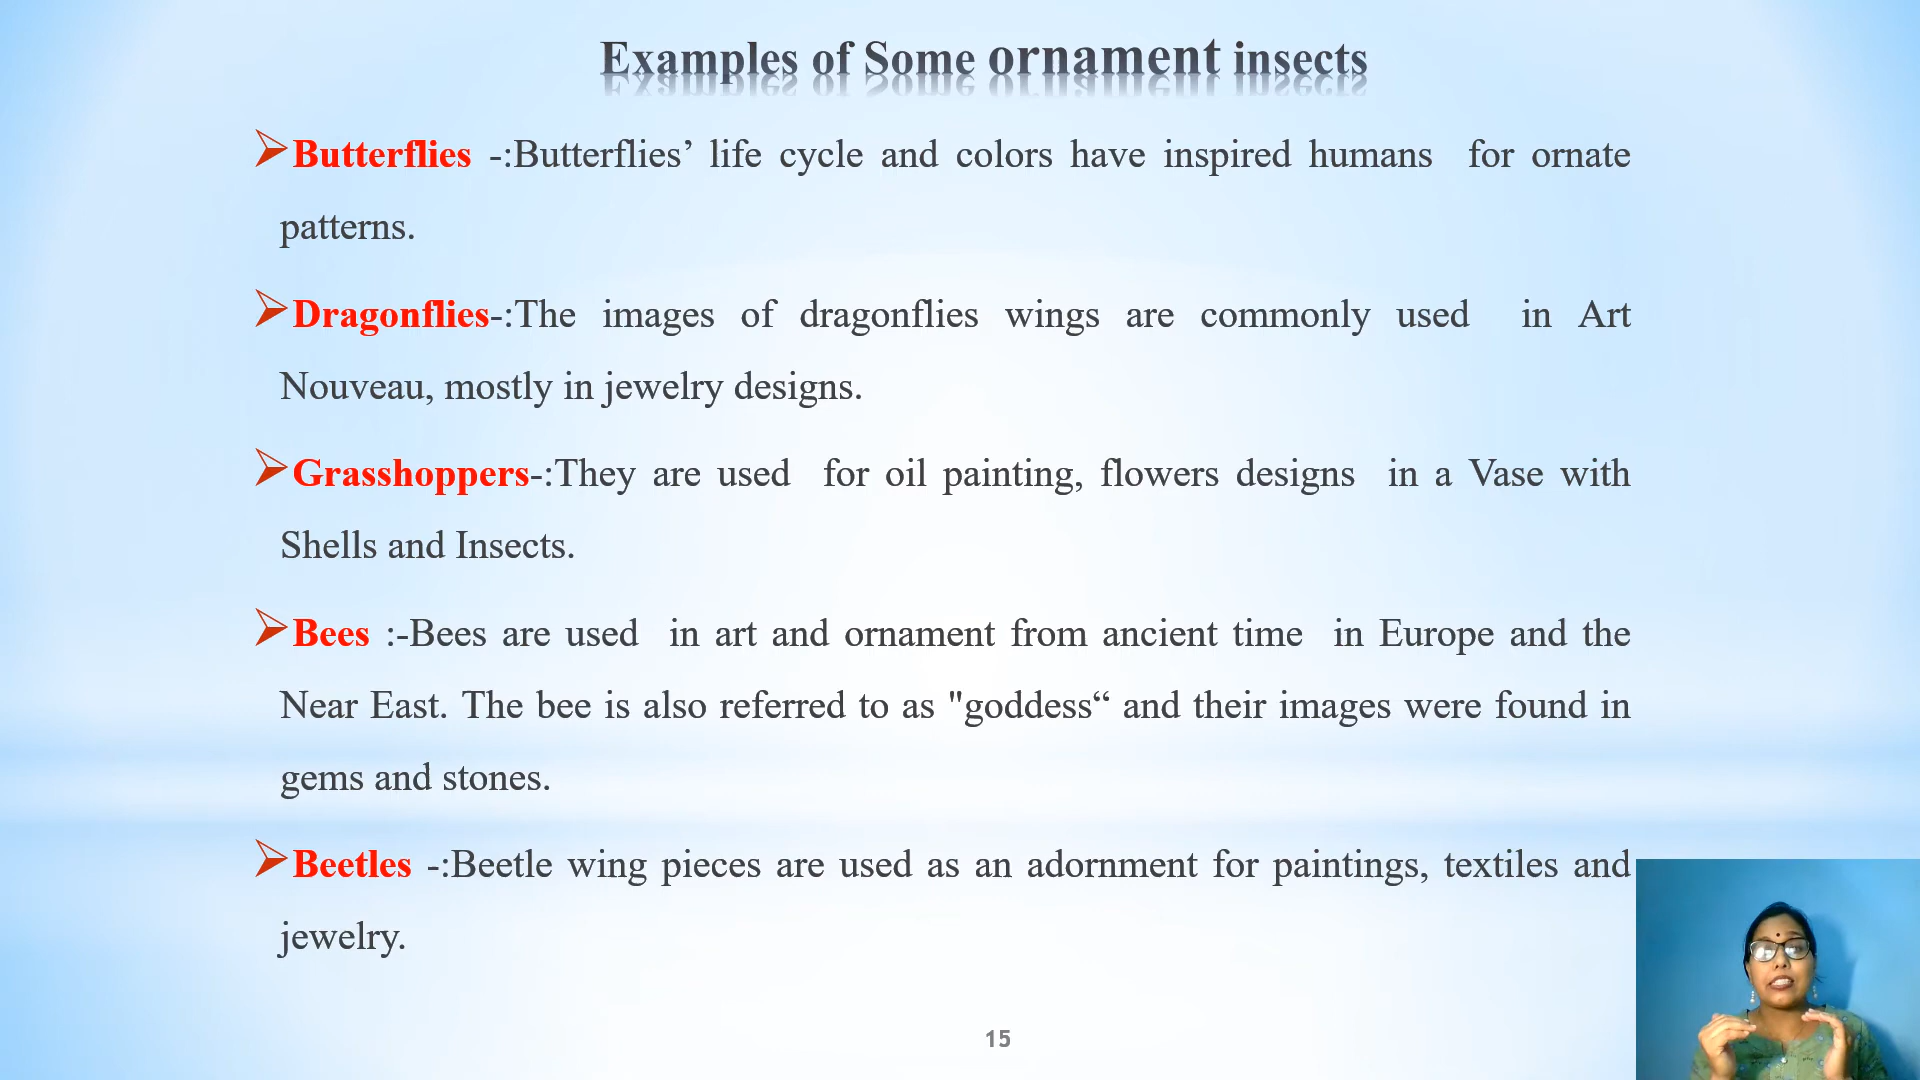 Examples of Some ornament insects
Butterflies -:Butterflies’ life cycle and colors have inspired humans for ornate
patterns.
Dragonflies-:The images of dragonflies wings are commonly used in Art
Nouveau, mostly in jewelry designs.
Grasshoppers-:They are used for oil painting, flowers designs in a Vase with
Shells and Insects.
Bees :-Bees are used in art and ornament from ancient time in Europe and the
Near East. The bee is also referred to as "goddess“ and their images were found in
gems and stones.
Beetles -:Beetle wing pieces are used as an adornment for paintings, textiles and
jewelry.
15